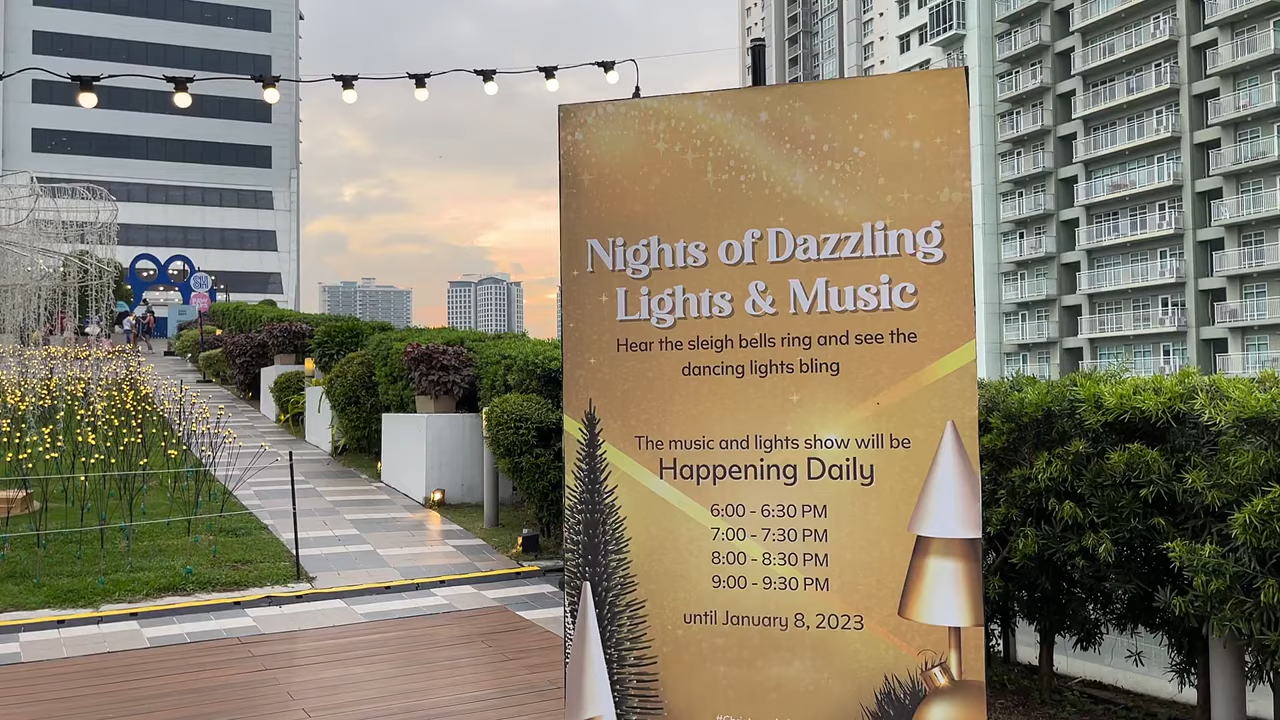 Nights of Dazzling
Lights & Music
Hear the sleigh bells ring and see the
dancing lights bling
The music and lights show will be
Happening Daily
6:00 - 6:30 PM
7:00 - 7:30 PM
8:00 - 8:30 PM
9:00 - 9:30 PM
until January 8, 2023
SM